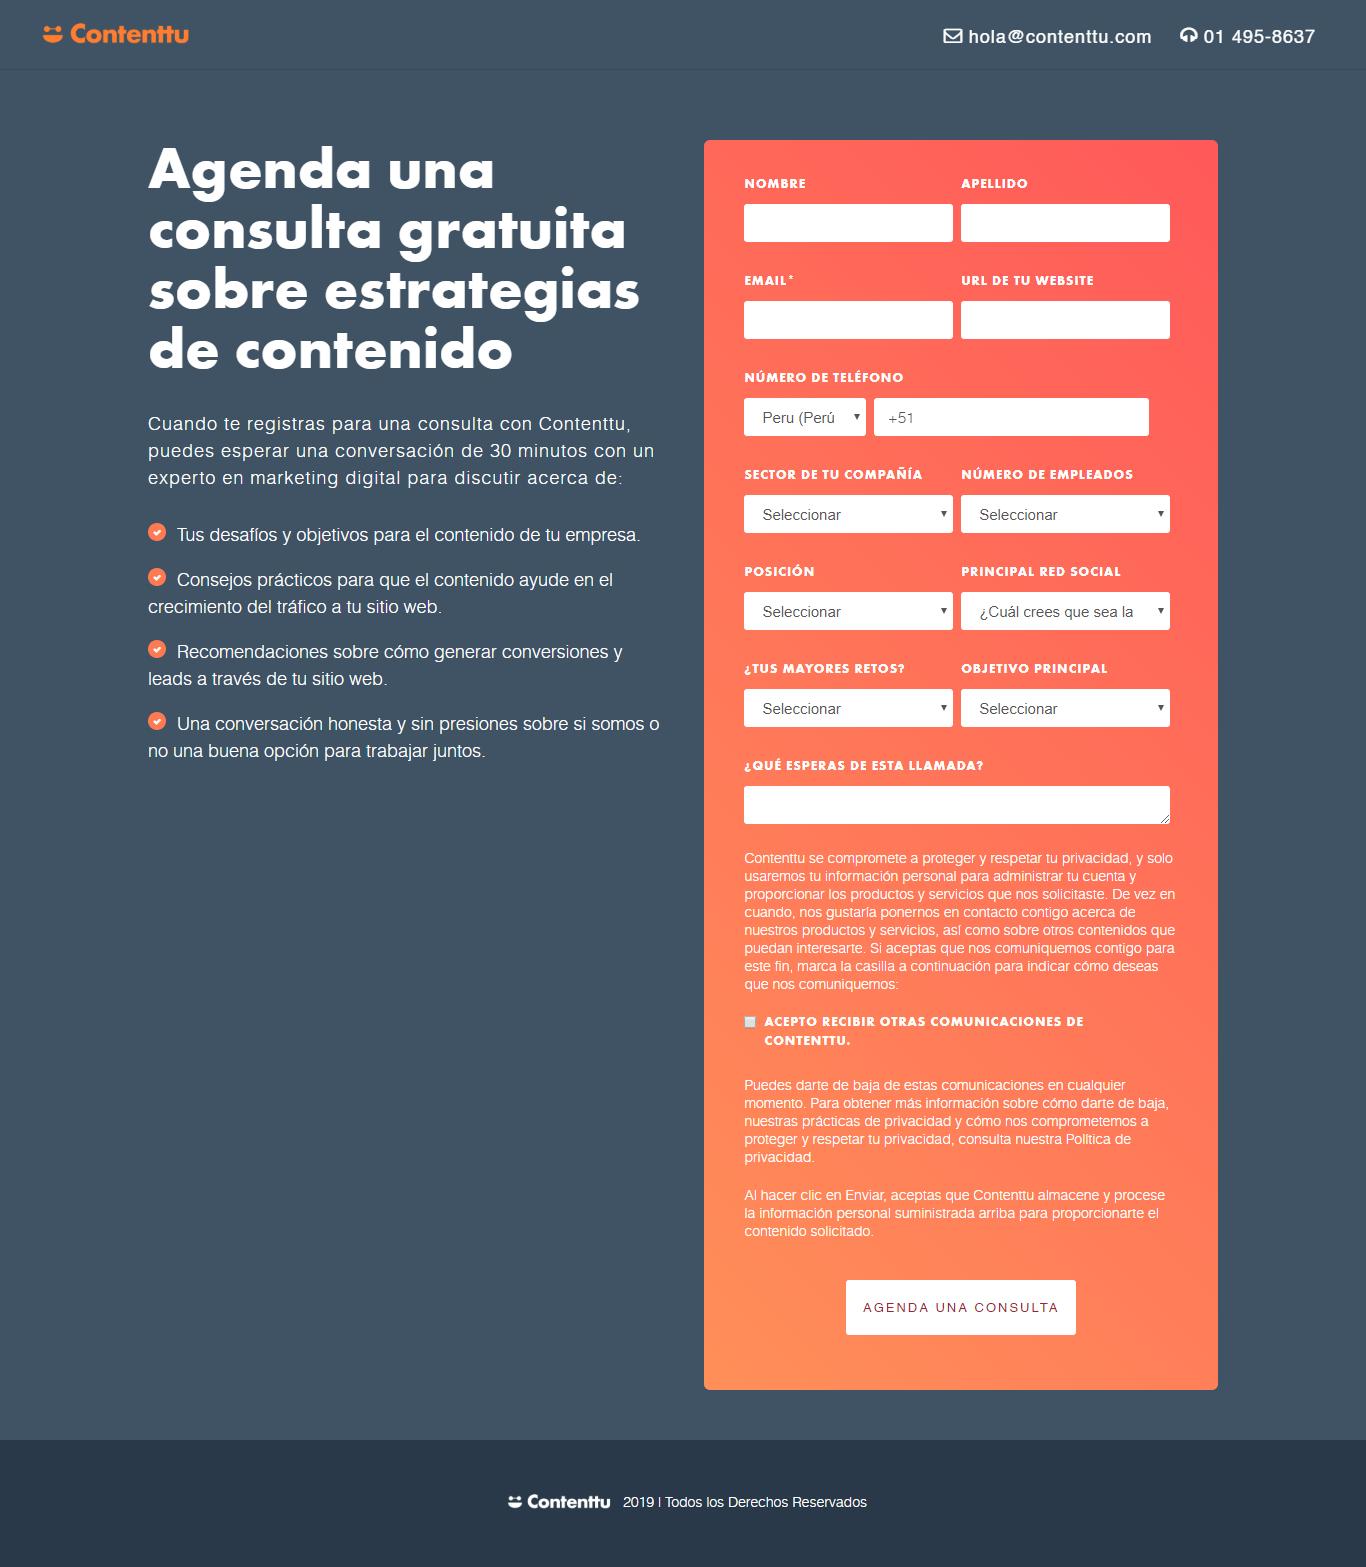 Contenttu
hola@contenttu.com 01 495-8637
Agenda una
consulta gratuita
sobre estrategias
de contenido
Cuando te registras para una consulta con Contenttu,
puedes esperar una conversación de 30 minutos con un
experto en marketing digital para discutir acerca de:
Tus desafíos y objetivos para el contenido de tu empresa.
Consejos prácticos para que el contenido ayude en el
crecimiento del tráfico a tu sitio web.
Recomendaciones sobre cómo generar conversiones y
leads a través de tu sitio web.
Una conversación honesta y sin presiones sobre si somos o
no una buena opción para trabajar juntos.
NOMBRE APELLIDO
EMAIL* URL DE TU WEBSITE
NÚMERO DE TELÉFONO
Peru (Perú +51
SECTOR DE TU COMPAÑÍA NÚMERO DE EMPLEADOS
Seleccionar Seleccionar
POSICIÓN PRINCIPAL RED SOCIAL
Seleccionar ¿Cuál crees que sea la
¿TUS MAYORES RETOS? OBJETIVO PRINCIPAL
Seleccionar Seleccionar
¿QUÉ ESPERAS DE ESTA LLAMADA?
Contenttu se compromete a proteger y respetar tu privacidad, y solo
usaremos tu información personal para administrar tu cuenta y
proporcionar los productos y servicios que nos solicitaste. De vez en
cuando, nos gustaría ponernos en contacto contigo acerca de
nuestros productos y servicios, así como sobre otros contenidos que
puedan interesarte. Si aceptas que nos comuniquemos contigo para
este fin, marca la casilla a continuación para indicar cómo deseas
que nos comuniquemos:
ACEPTO RECIBIR OTRAS COMUNICACIONES DE
CONTENTTU.
Puedes darte de baja de estas comunicaciones en cualquier
momento. Para obtener más información sobre cómo darte de baja,
nuestras prácticas de privacidad y cómo nos comprometemos a
proteger y respetar tu privacidad, consulta nuestra Política de
privacidad.
Al hacer clic en Enviar, aceptas que Contenttu almacene y procese
la información personal suministrada arriba para proporcionarte el
contenido solicitado.
AGENDA UNA CONSULTA
Contenttu 2019 | Todos los Derechos Reservados